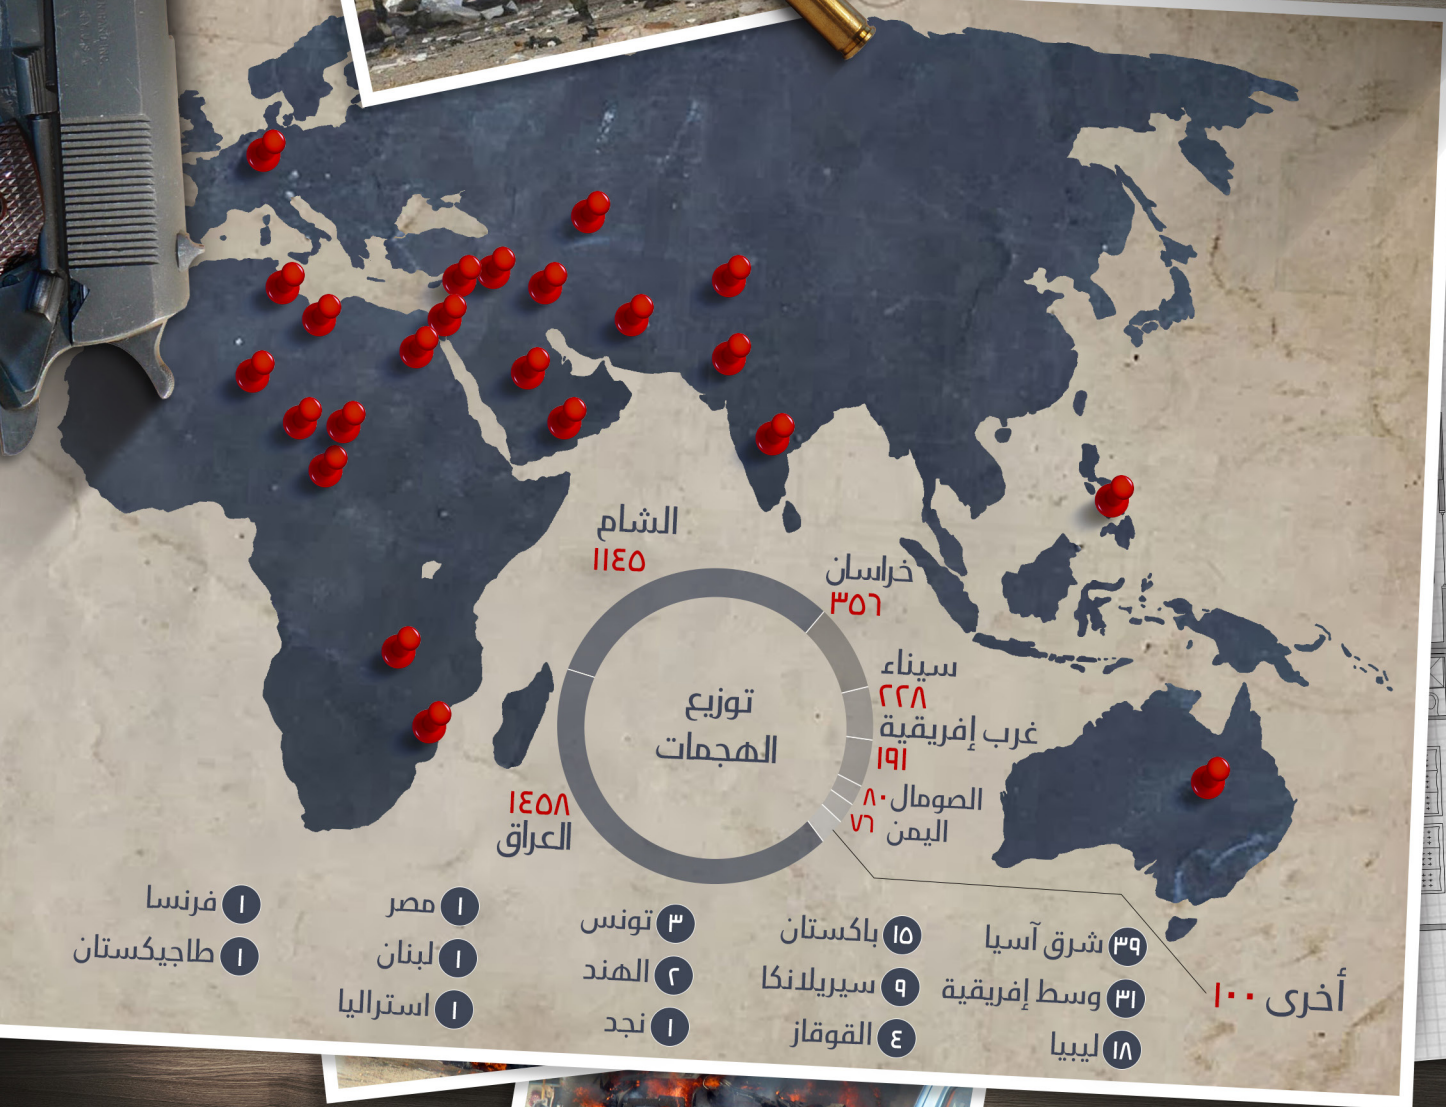 الشام
١١٤٥
خراسان
٣٥٦
سيناء
٢٢٨
غرب إفريقية
١٩١
الصومال ٨٠
اليمن ٧٦
توزيع
الهجمات
١٤٥٨
العراق
أخرى ١٠٠
٣٩ شرق آسيا
٣١ وسط إفريقية
١٨ ليبيا
١٥ باكستان
٩ سيريلانكا
٤ القوقاز
٣ تونس
٢ الهند
١ نجد
١ مصر
١ لبنان
١ استراليا
١ فرنسا
١ طاجيكستان